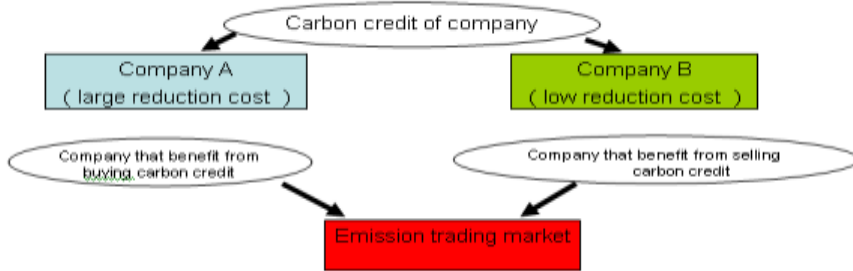 Carbon credit of company
Company A
( large reduction cost )
Company B
( low reduction cost )
Company that benefit from
buying carbon credit
Company that benefit from selling
carbon credit
Emission trading market